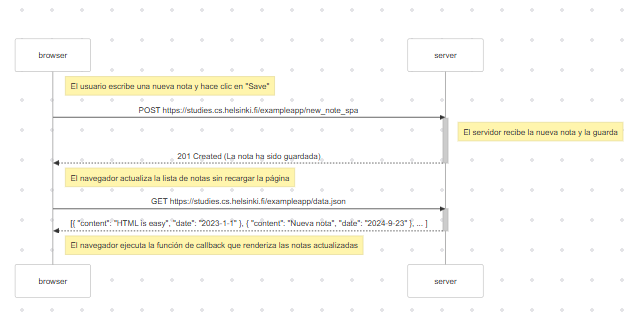 browser
server
El usuario escribe una nueva nota y hace clic en "Save"
POST https://studies.cs.helsinki.fi/exampleapp/new_note_spa
El servidor recibe la nueva nota y la guarda
201 Created (La nota ha sido guardada)
El navegador actualiza la lista de notas sin recargar la página
GET https://studies.cs.helsinki.fi/exampleapp/data.json
[{ "content": "HTML is easy", "date": "2023-1-1" }, { "content": "Nueva nota", "date": "2024-9-23" }, ... ]
El navegador ejecuta la función de callback que renderiza las notas actualizadas
browser
server